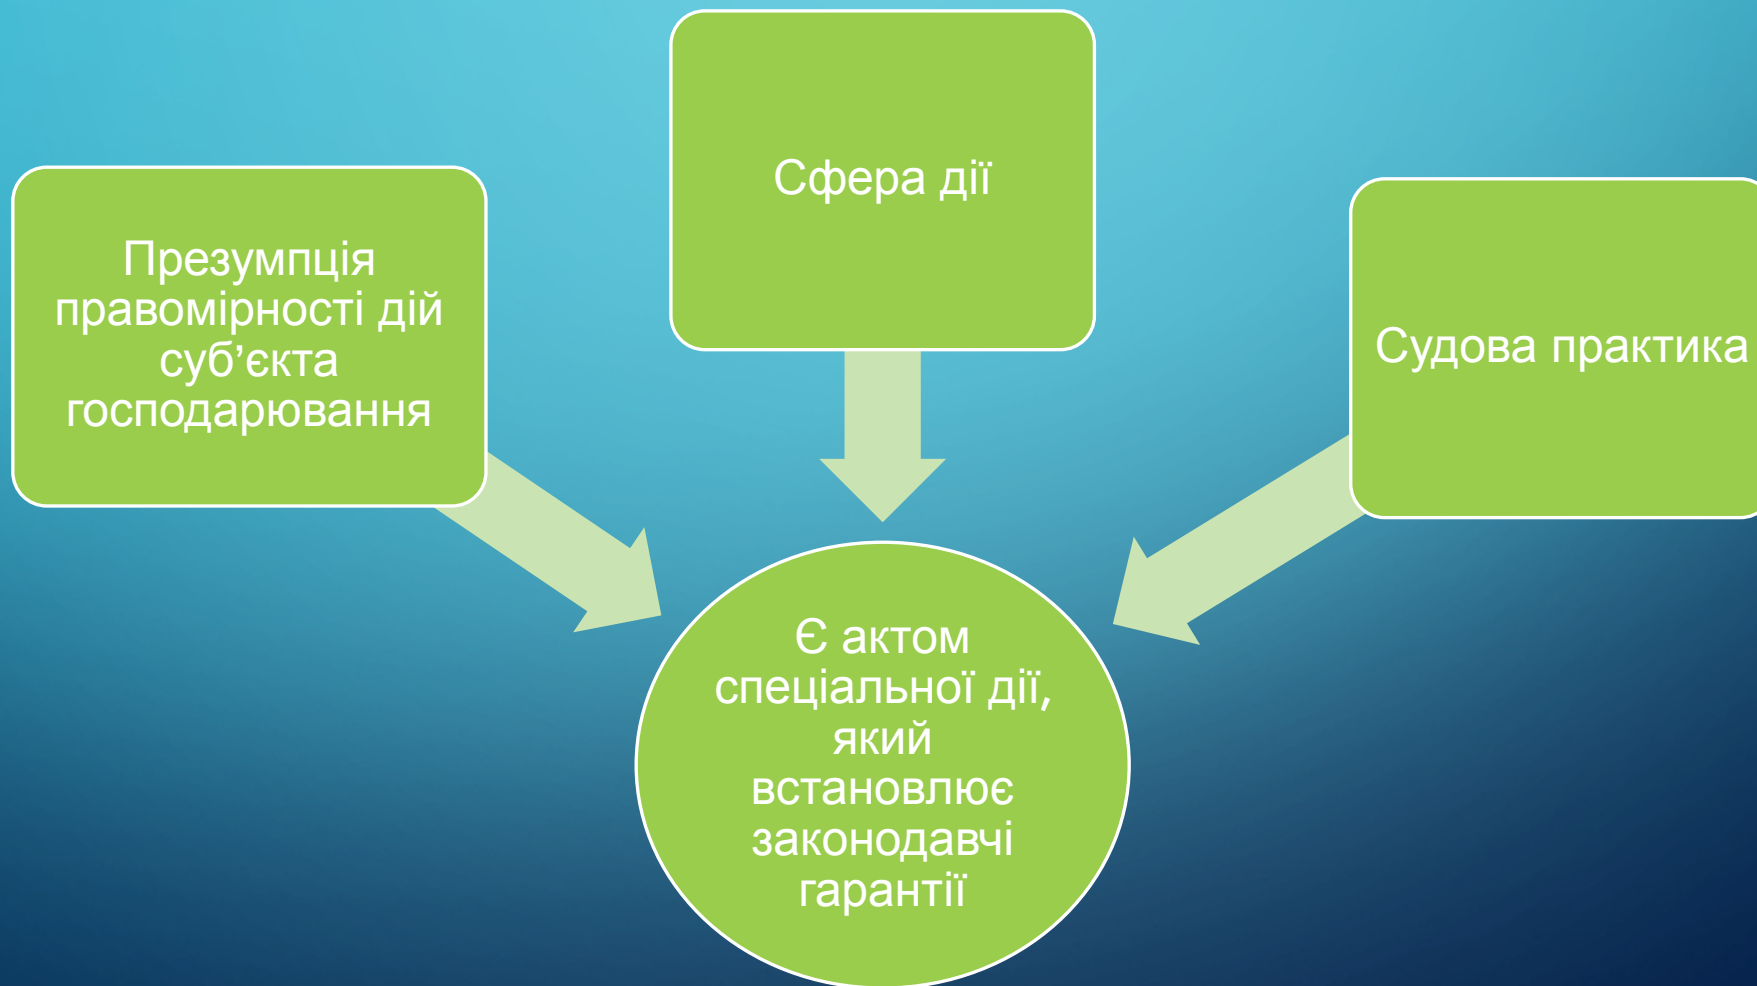 Презумпція
правомірності дій
суб’єкта
господарювання
Сфера дії
Судова практика
Є актом
спеціальної дії,
який
встановлює
законодавчі
гарантії